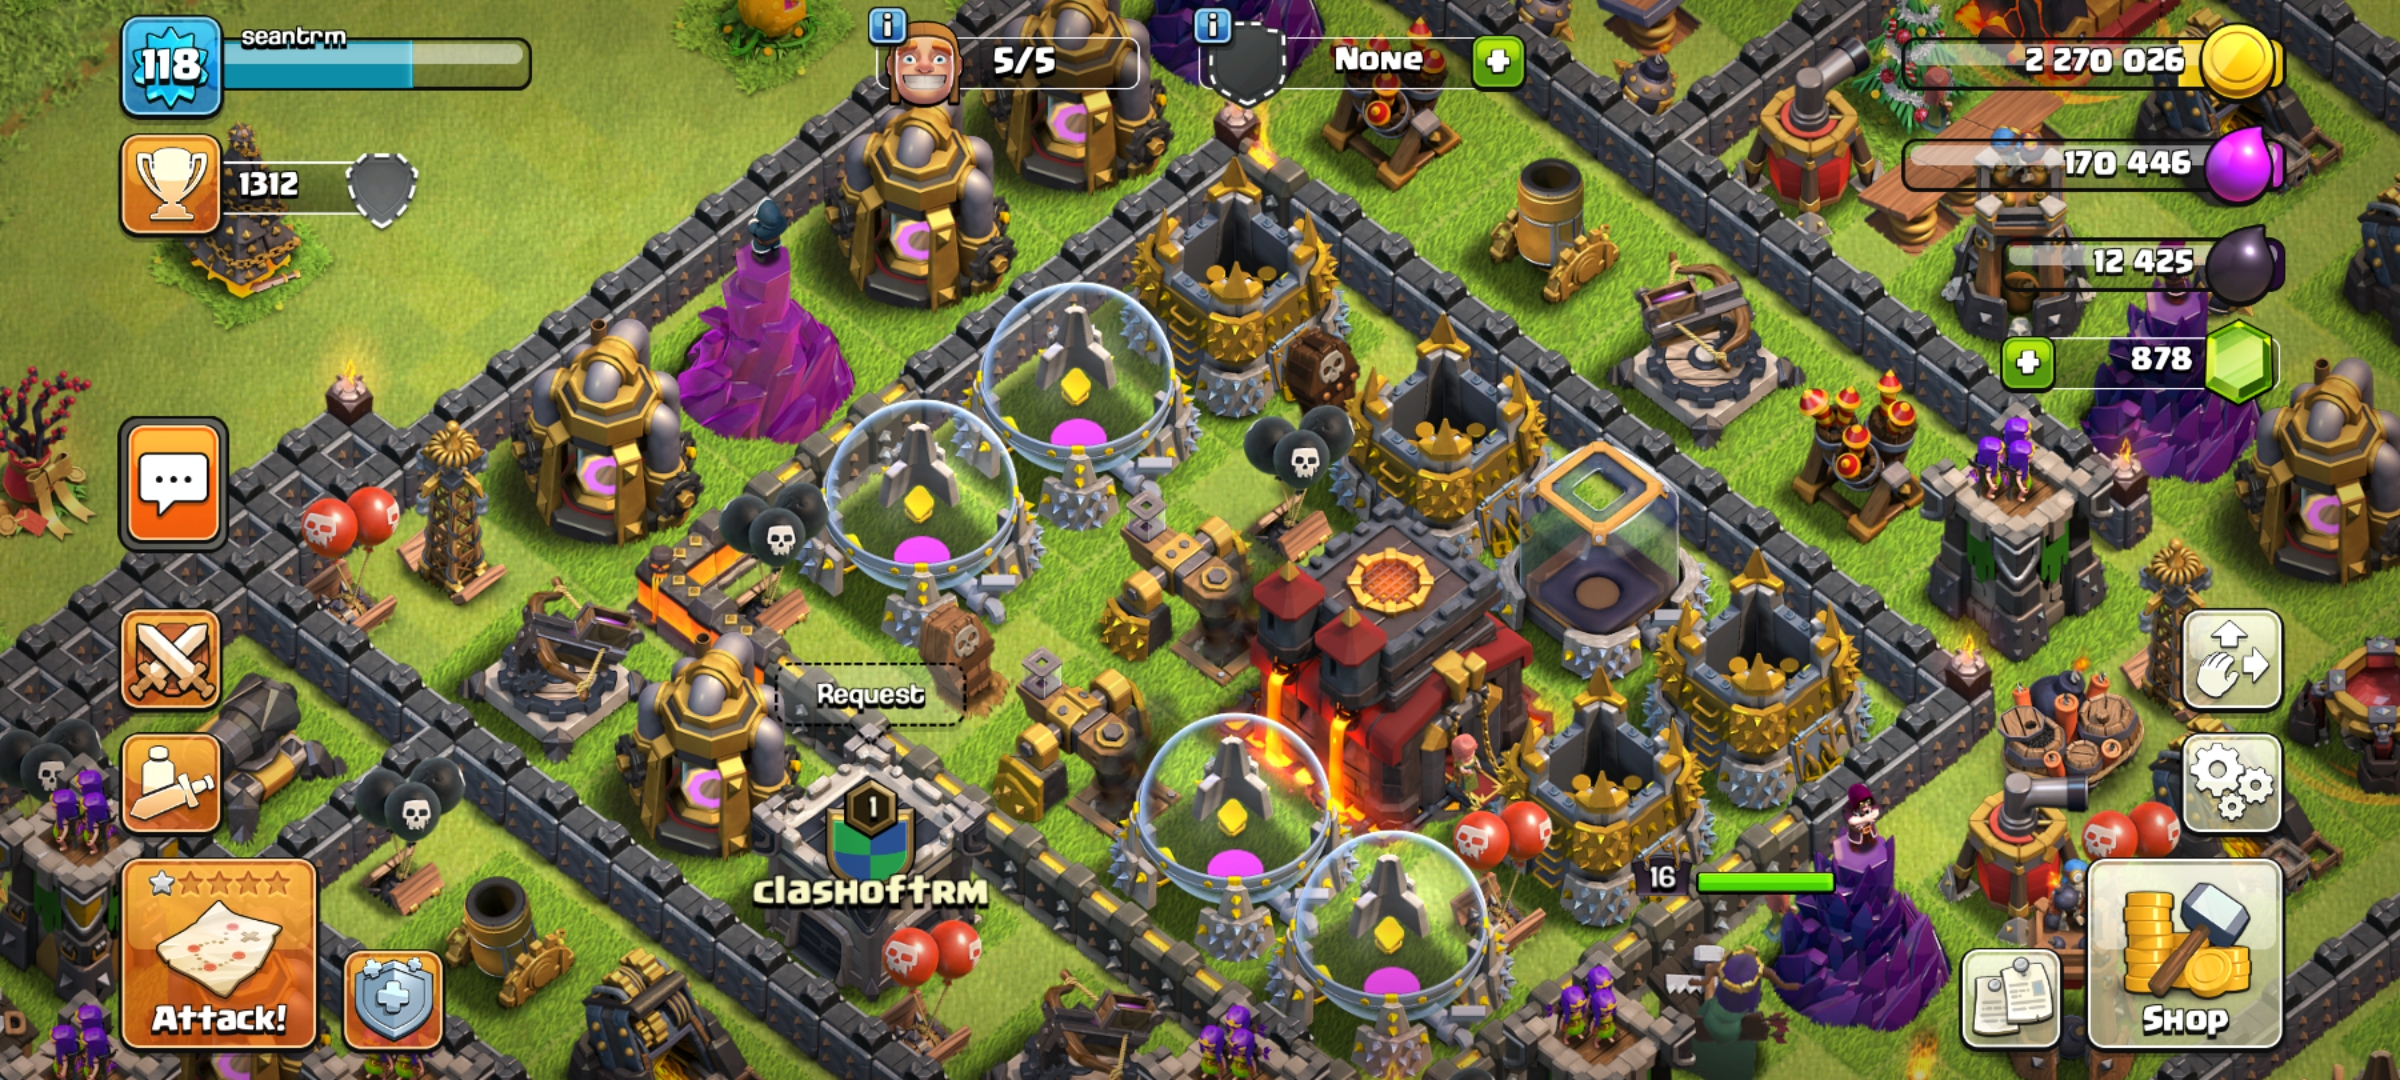 118
seantrm
5/5
None
2 270 026
1312
170 446
12 425
878
Request
1
clashoftrm
16
Attack!
Shop